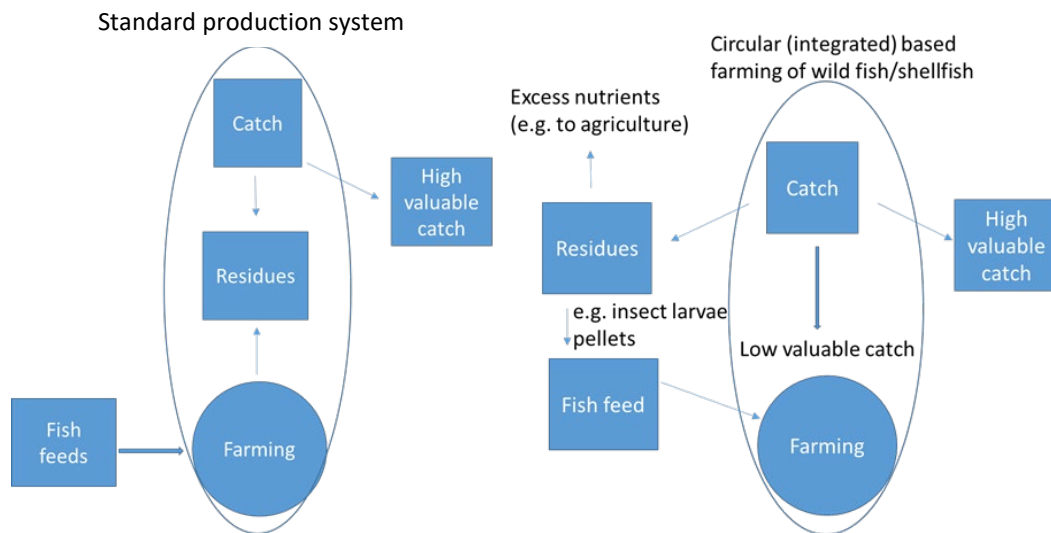 Standard production system
Catch
High
valuable
catch
Residues
Fish
feeds
Farming
Circular (integrated) based
farming of wild fish/shellfish
Excess nutrients
(e.g. to agriculture)
Catch
High
valuable
catch
Residues
e.g. insect larvae
pellets
Low valuable catch
Fish feed
Farming